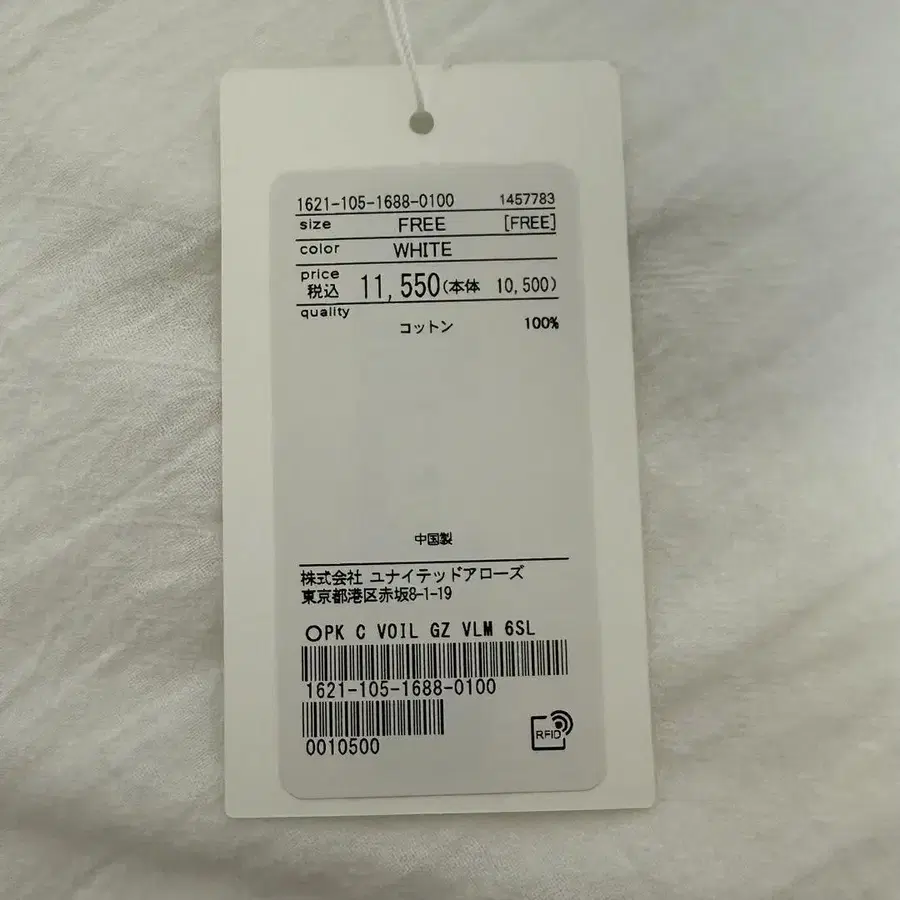 1621-105-1688-0100 1457783
size FREE [FREE]
color WHITE
price
税込 11,550(本体 10,500)
quality
コットン 100%
中国製
株式会社 ユナイテッドアローズ
東京都港区赤坂8-1-19
○PK C VOIL GZ VLM 6SL
1621-105-1688-0100
0010500
RFID